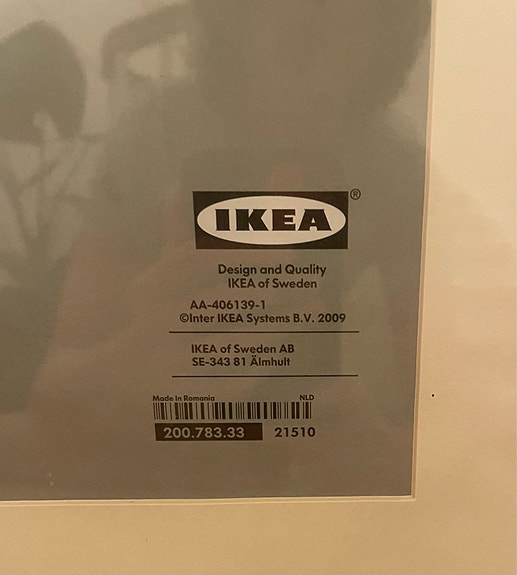 IKEA®
Design and Quality
IKEA of Sweden
AA-406139-1
©Inter IKEA Systems B.V. 2009
IKEA of Sweden AB
SE-343 81 Älmhult
Made In Romania NLD
200.783.33 21510